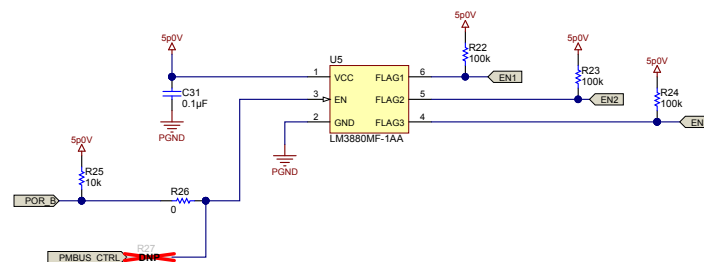 5p0V
R22
100k
5p0V
5p0V
R23
100k
5p0V
R24
100k
U5
1
VCC
FLAG1
6
EN1
C31
0.1µF
3
EN
FLAG2
5
EN2
2
GND
FLAG3
4
EN
PGND
LM3880MF-1AA
PGND
5p0V
R25
10k
R26
0
POR_B
R27
PMBUS_CTRL
DNP